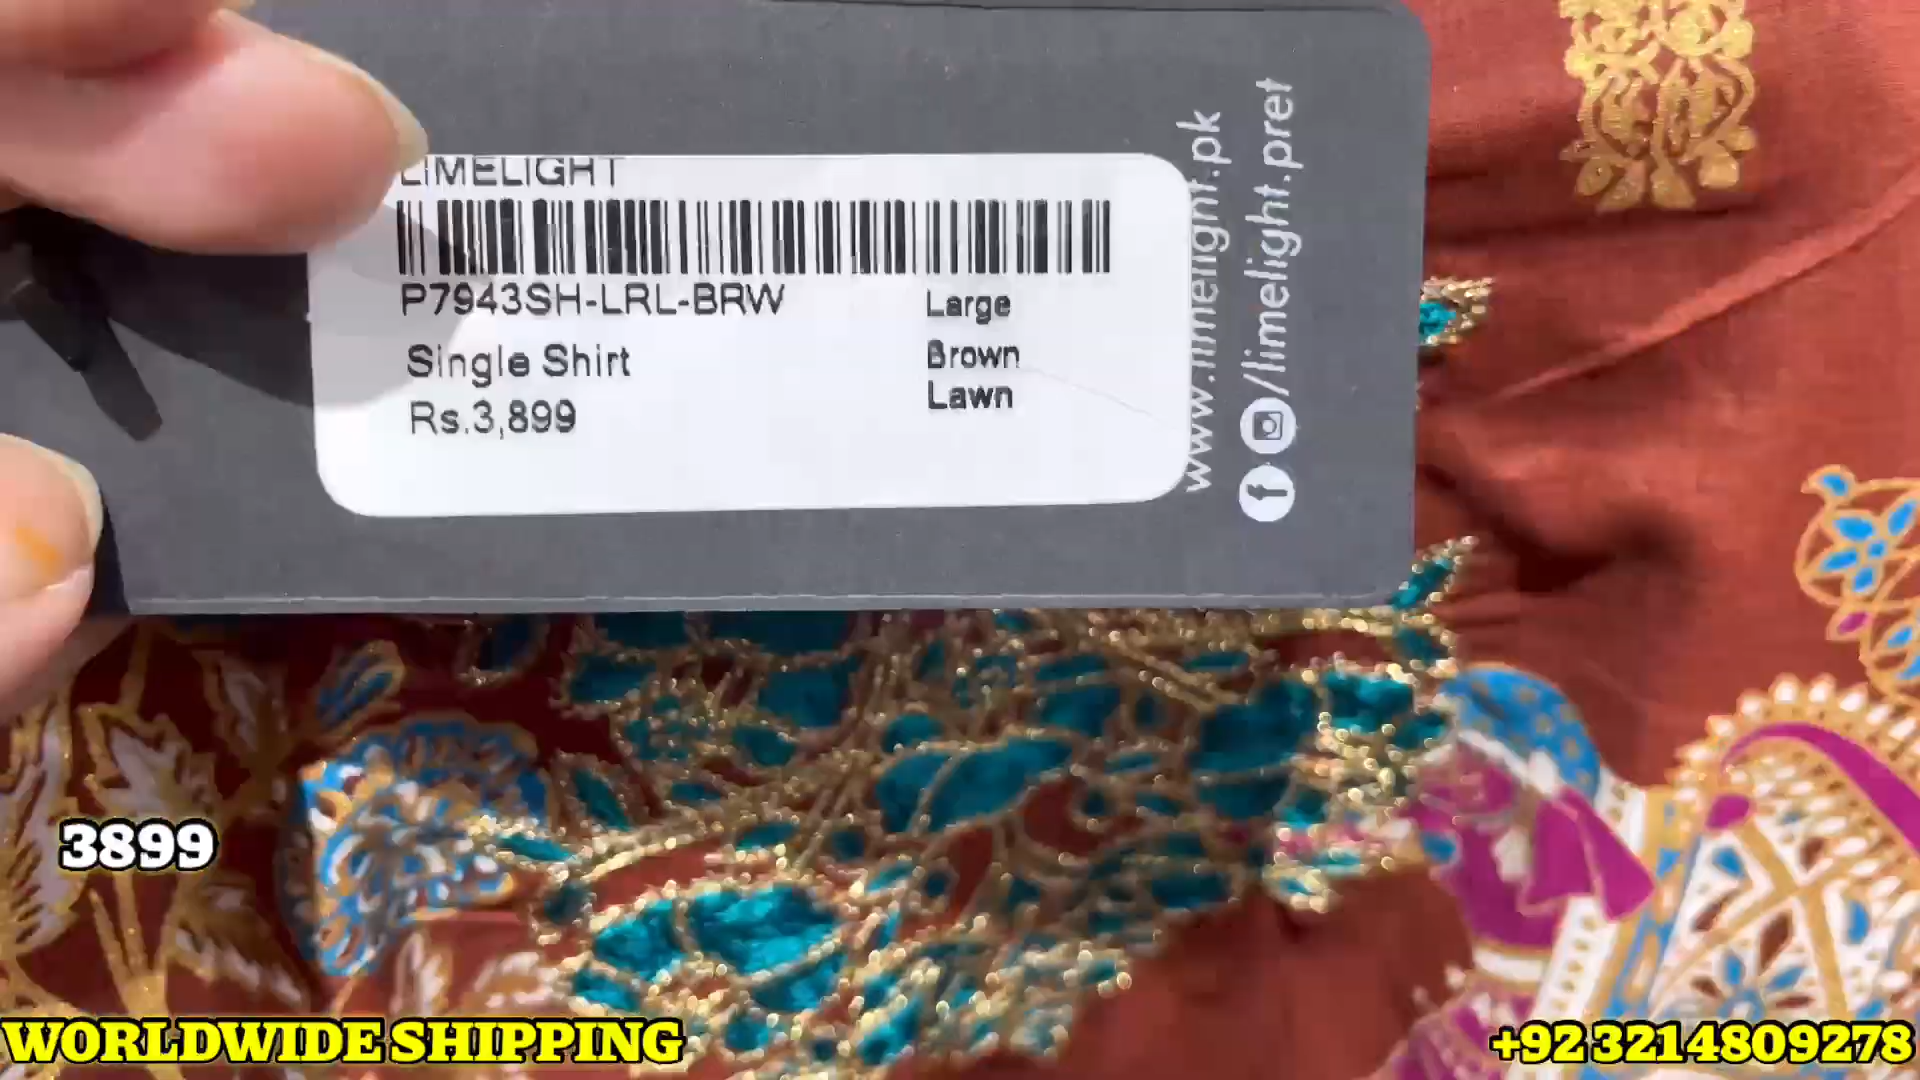 LIMELIGHT
P7943SH-LRL-BRW
Large
Single Shirt
Brown
Rs.3,899
Lawn
www.limelight.pk
/limelight.pret
3899
WORLDWIDE SHIPPING
+92 3214809278